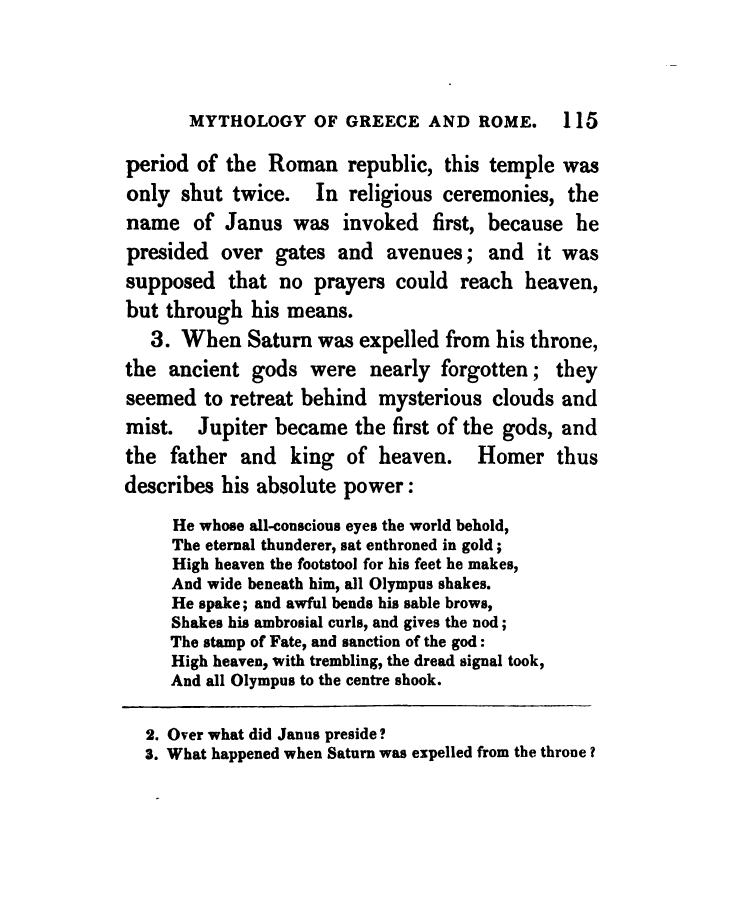 MYTHOLOGY OF GREECE AND ROME. 115
period of the Roman republic, this temple was
only shut twice. In religious ceremonies, the
name of Janus was invoked first, because he
presided over gates and avenues; and it was
supposed that no prayers could reach heaven,
but through his means.
3. When Saturn was expelled from his throne,
the ancient gods were nearly forgotten; they
seemed to retreat behind mysterious clouds and
mist. Jupiter became the first of the gods, and
the father and king of heaven. Homer thus
describes his absolute power:
He whose all-conscious eyes the world behold,
The eternal thunderer, sat enthroned in gold;
High heaven the footstool for his feet he makes,
And wide beneath him, all Olympus shakes.
He spake; and awful bends his sable brows,
Shakes his ambrosial curls, and gives the nod;
The stamp of Fate, and sanction of the god:
High heaven, with trembling, the dread signal took,
And all Olympus to the centre shook.
2. Over what did Janus preside?
3. What happened when Saturn was expelled from the throne?